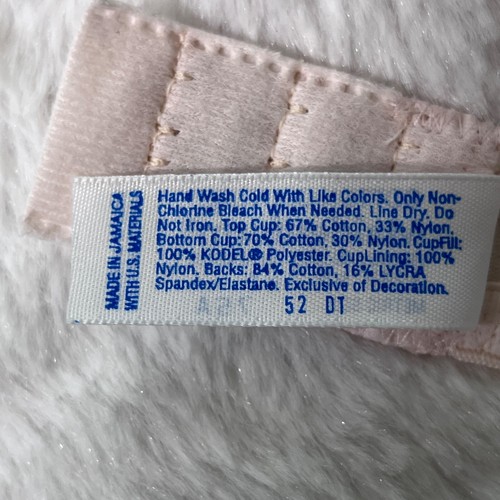 MADE IN JAMAICA
WITH U.S. MATERIALS
Hand Wash Cold With Like Colors. Only Non-
Chlorine Bleach When Needed. Line Dry. Do
Not Iron. Top Cup: 67% Cotton, 33% Nylon.
Bottom Cup: 70% Cotton, 30% Nylon. CupFill:
100% KODEL® Polyester. CupLining: 100%
Nylon. Backs: 84% Cotton, 16% LYCRA
Spandex/Elastane. Exclusive of Decoration.
52 DT